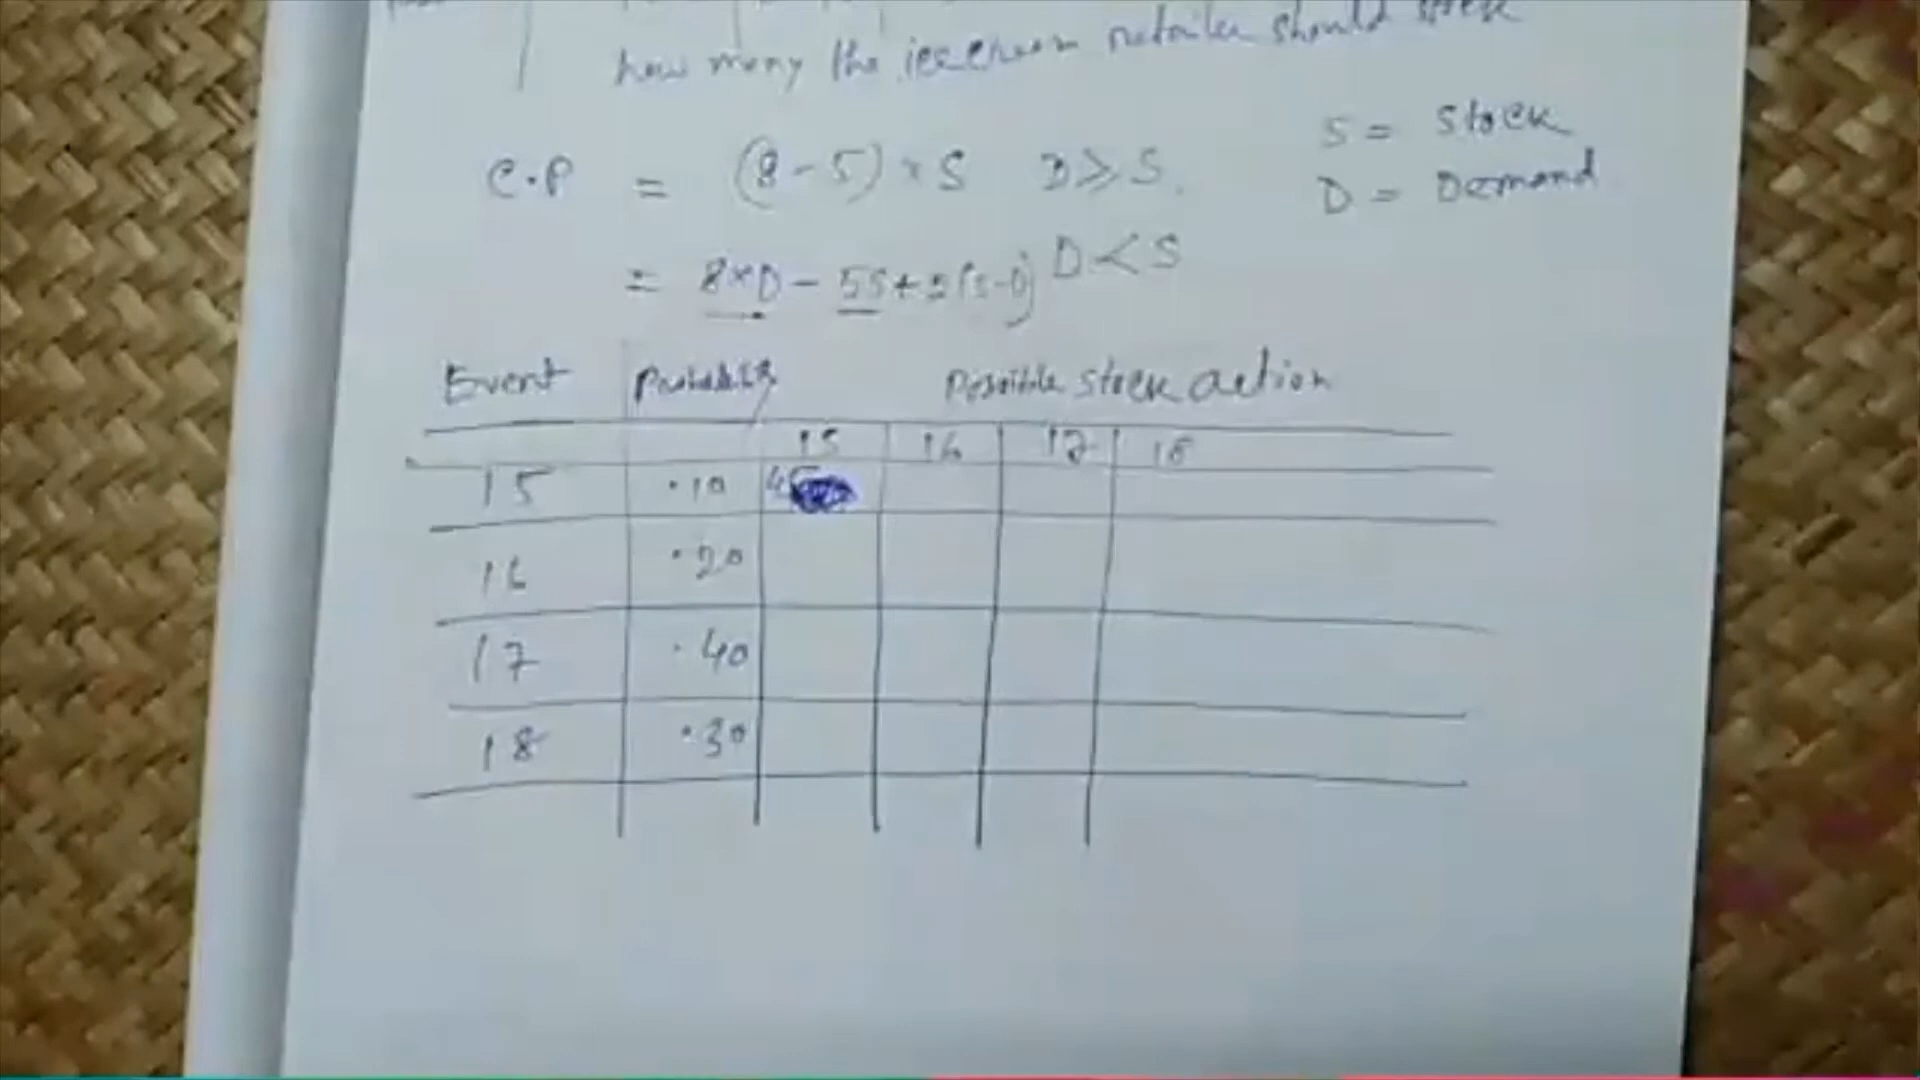 how many the icecream retailer should stock
C.P = (8-5) × S D ≥ S
S = Stock
D = Demand
= 8×D - 5S + 2(S-D) D < S
Event Probability Possible stock action
15 16 17 18
15 .10 45
16 .20
17 .40
18 .30